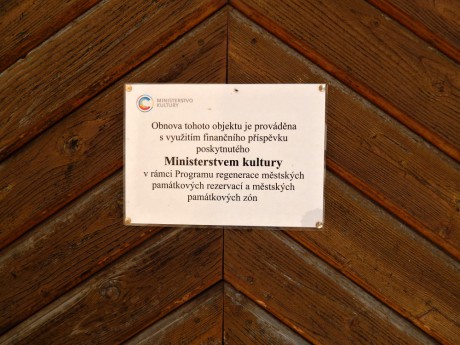 MINISTERSTVO
KULTURY
Obnova tohoto objektu je prováděna
s využitím finančního příspěvku
poskytnutého
Ministerstvem kultury
v rámci Programu regenerace městských
památkových rezervací a městských
památkových zón